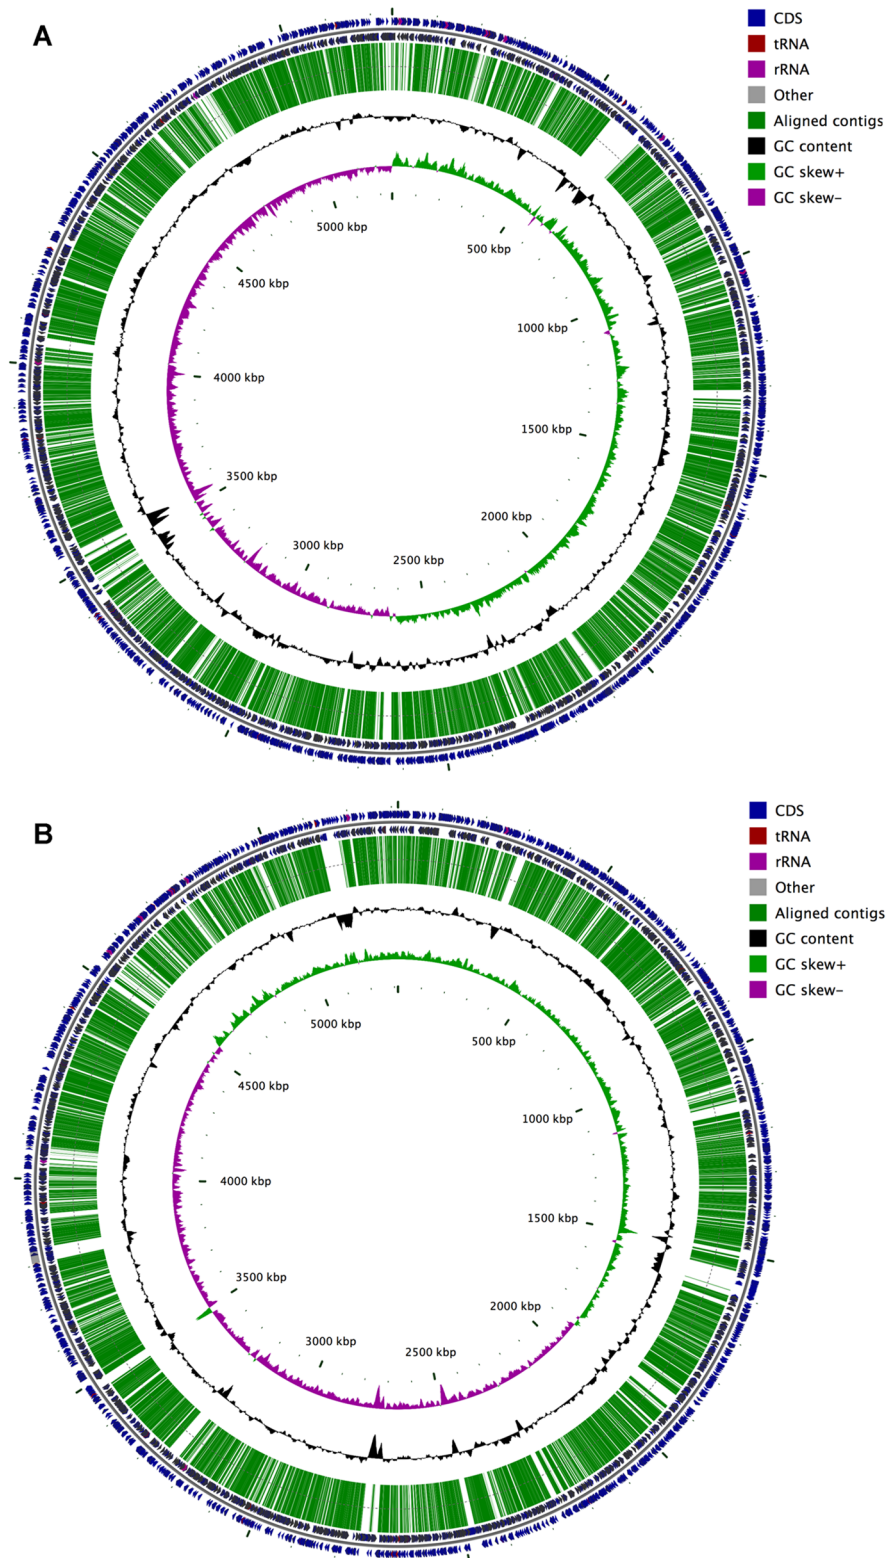 A
CDS
tRNA
rRNA
Other
Aligned contigs
GC content
GC skew+
GC skew-
5000 kbp
500 kbp
4500 kbp
1000 kbp
4000 kbp
1500 kbp
3500 kbp
2000 kbp
3000 kbp
2500 kbp
B
CDS
tRNA
rRNA
Other
Aligned contigs
GC content
GC skew+
GC skew-
5000 kbp
500 kbp
4500 kbp
1000 kbp
4000 kbp
1500 kbp
3500 kbp
2000 kbp
3000 kbp
2500 kbp